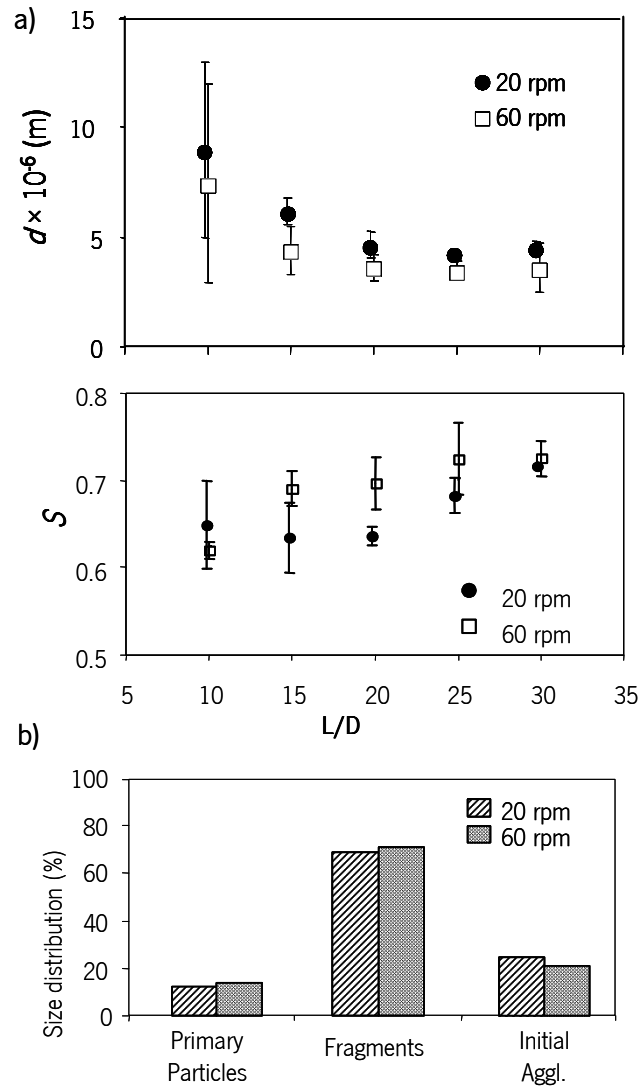 a)
15
10
5
0
d × 10-6 (m)
20 rpm
60 rpm
0.8
0.7
0.6
0.5
S
20 rpm
60 rpm
5 10 15 20 25 30 35
L/D
b)
100
80
60
40
20
0
Size distribution (%)
20 rpm
60 rpm
Primary
Particles
Fragments
Initial
Aggl.